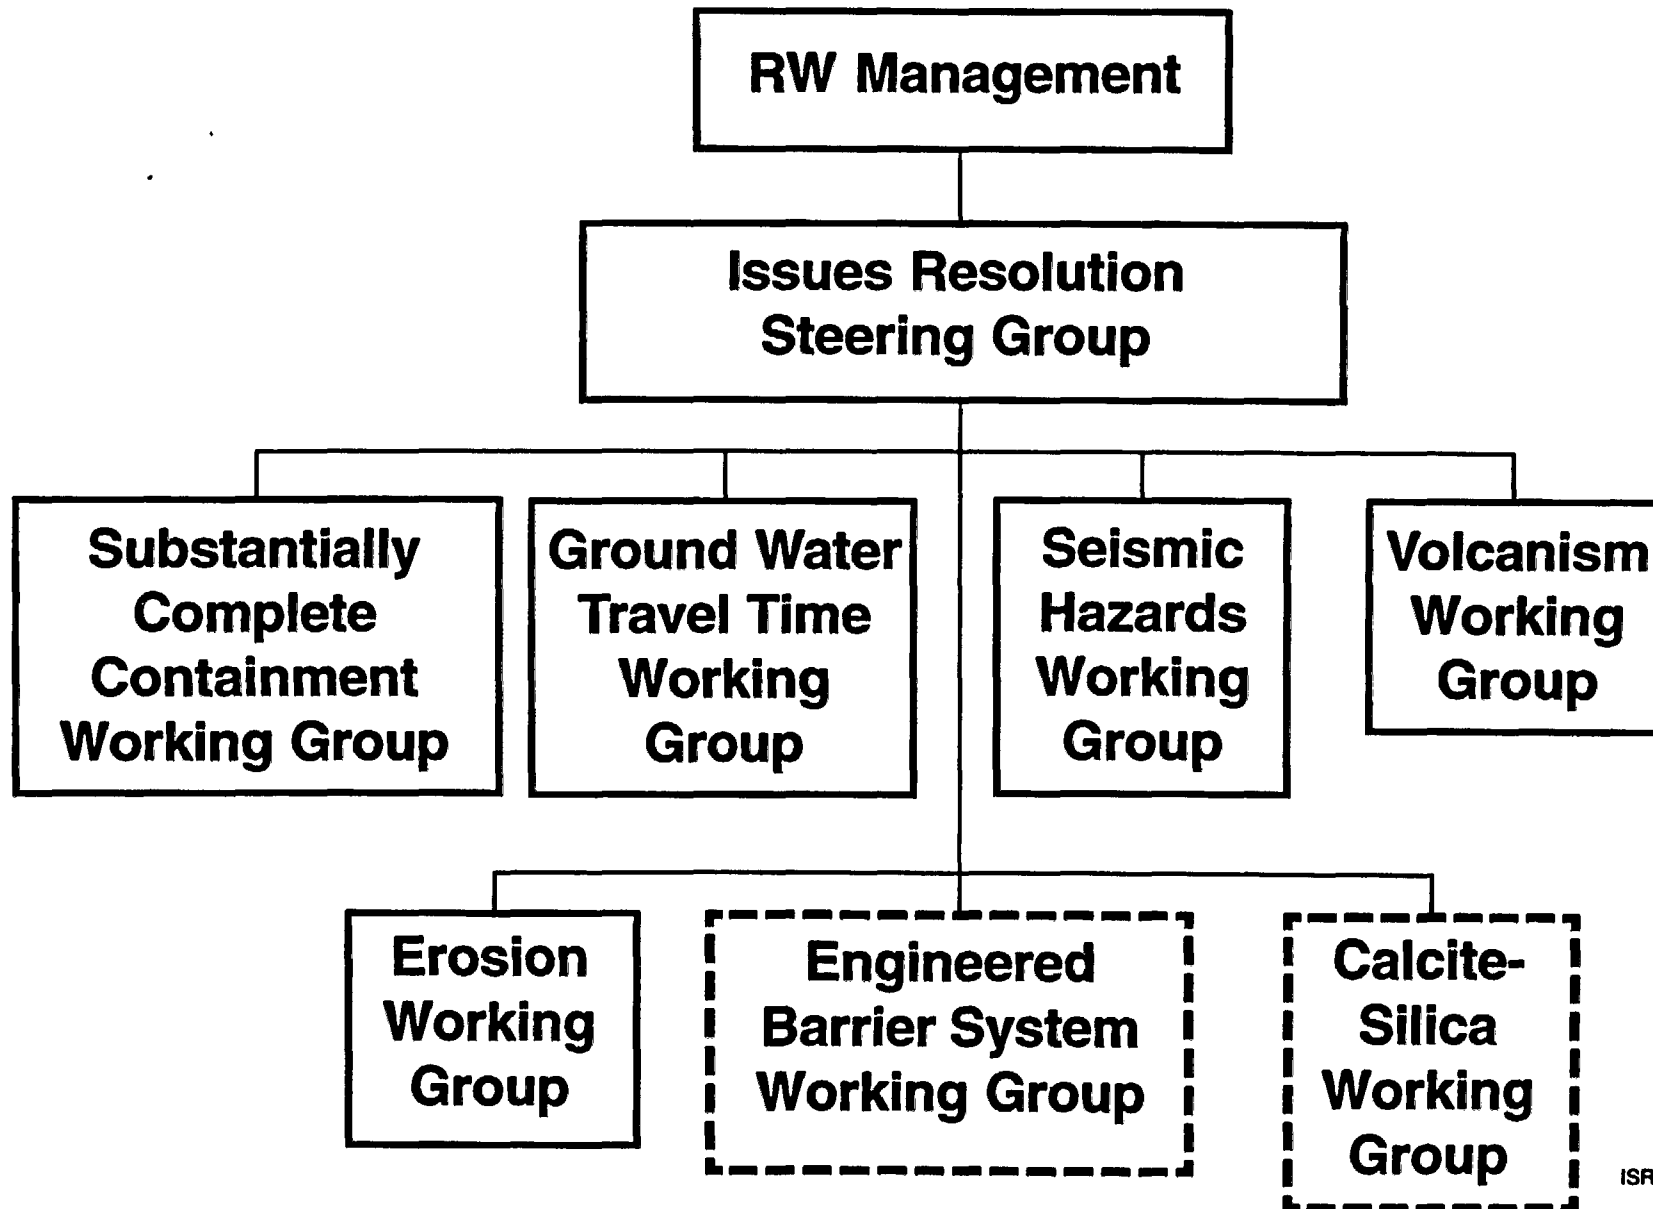 RW Management
Issues Resolution
Steering Group
Substantially
Complete
Containment
Working Group
Ground Water
Travel Time
Working
Group
Seismic
Hazards
Working
Group
Volcanism
Working
Group
Erosion
Working
Group
Engineered
Barrier System
Working Group
Calcite-
Silica
Working
Group
ISR